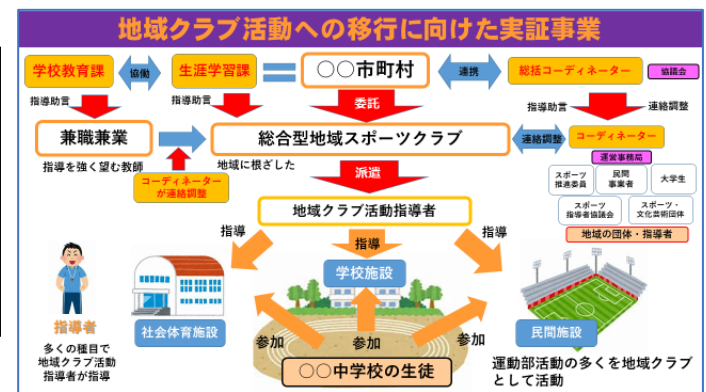 地域クラブ活動への移行に向けた実証事業
学校教育課
協働
生涯学習課
○○市町村
連携
総括コーディネーター
協議会
指導助言
指導助言
委託
指導助言
連絡調整
兼職兼業
総合型地域スポーツクラブ
連絡調整
コーディネーター
指導を強く望む教師
地域に根ざした
運営事務局
コーディネーター
が連絡調整
派遣
スポーツ
推進委員
民間
事業者
大学生
スポーツ
指導者協議会
スポーツ・
文化芸術団体
地域クラブ活動指導者
地域の団体・指導者
指導
指導
指導
学校施設
指導者
社会体育施設
民間施設
多くの種目で
地域クラブ活動
指導者が指導
参加
参加
参加
○○中学校の生徒
運動部活動の多くを地域クラブ
として活動